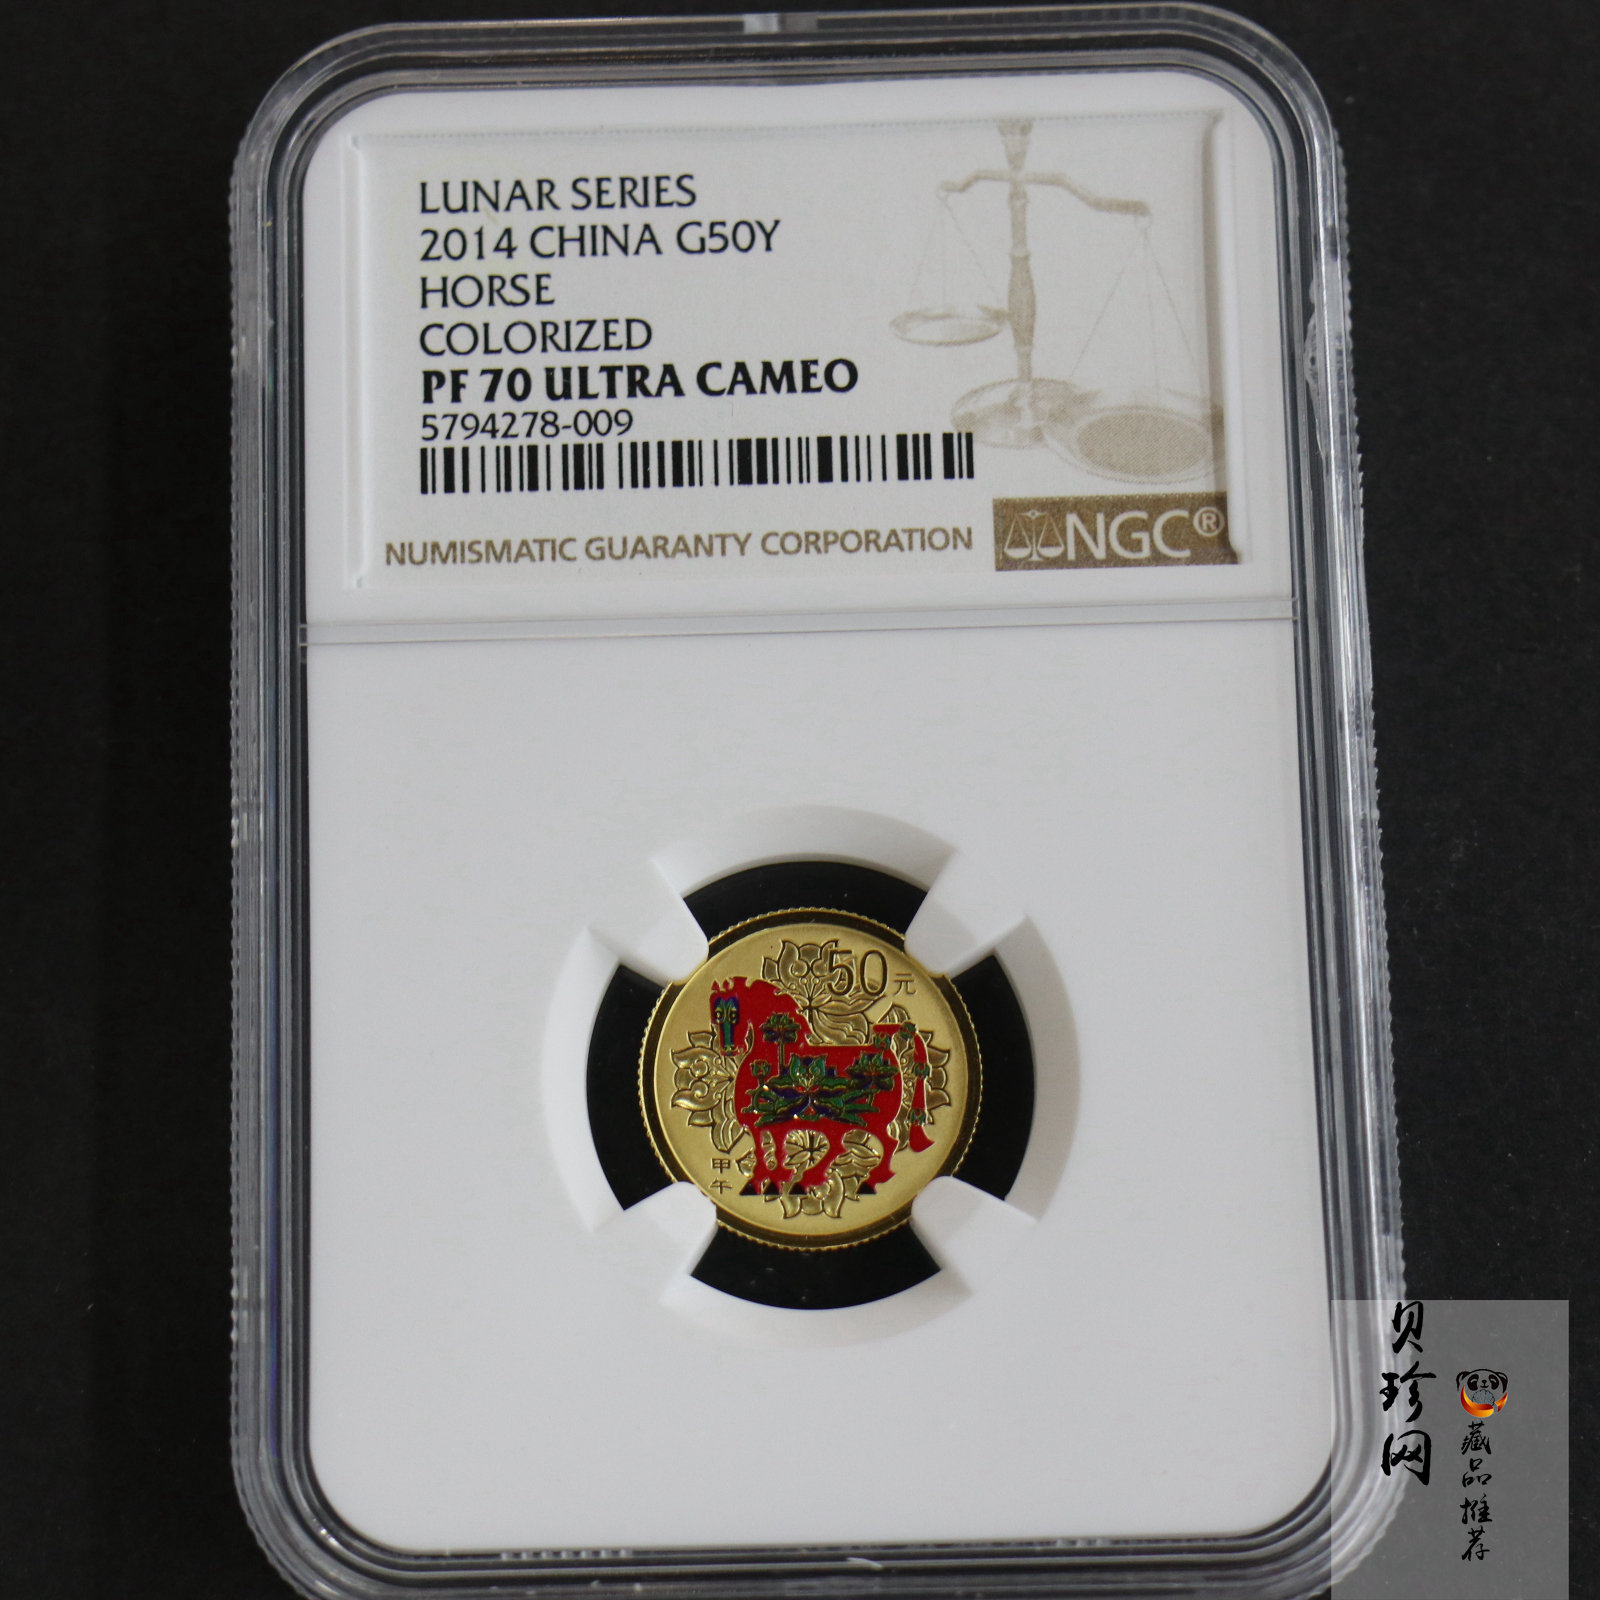 LUNAR SERIES
2014 CHINA G50Y
HORSE
COLORIZED
PF 70 ULTRA CAMEO
5794278-009
NUMISMATIC GUARANTY CORPORATION
NGC®
50元
甲午
贝珍网
藏品推荐